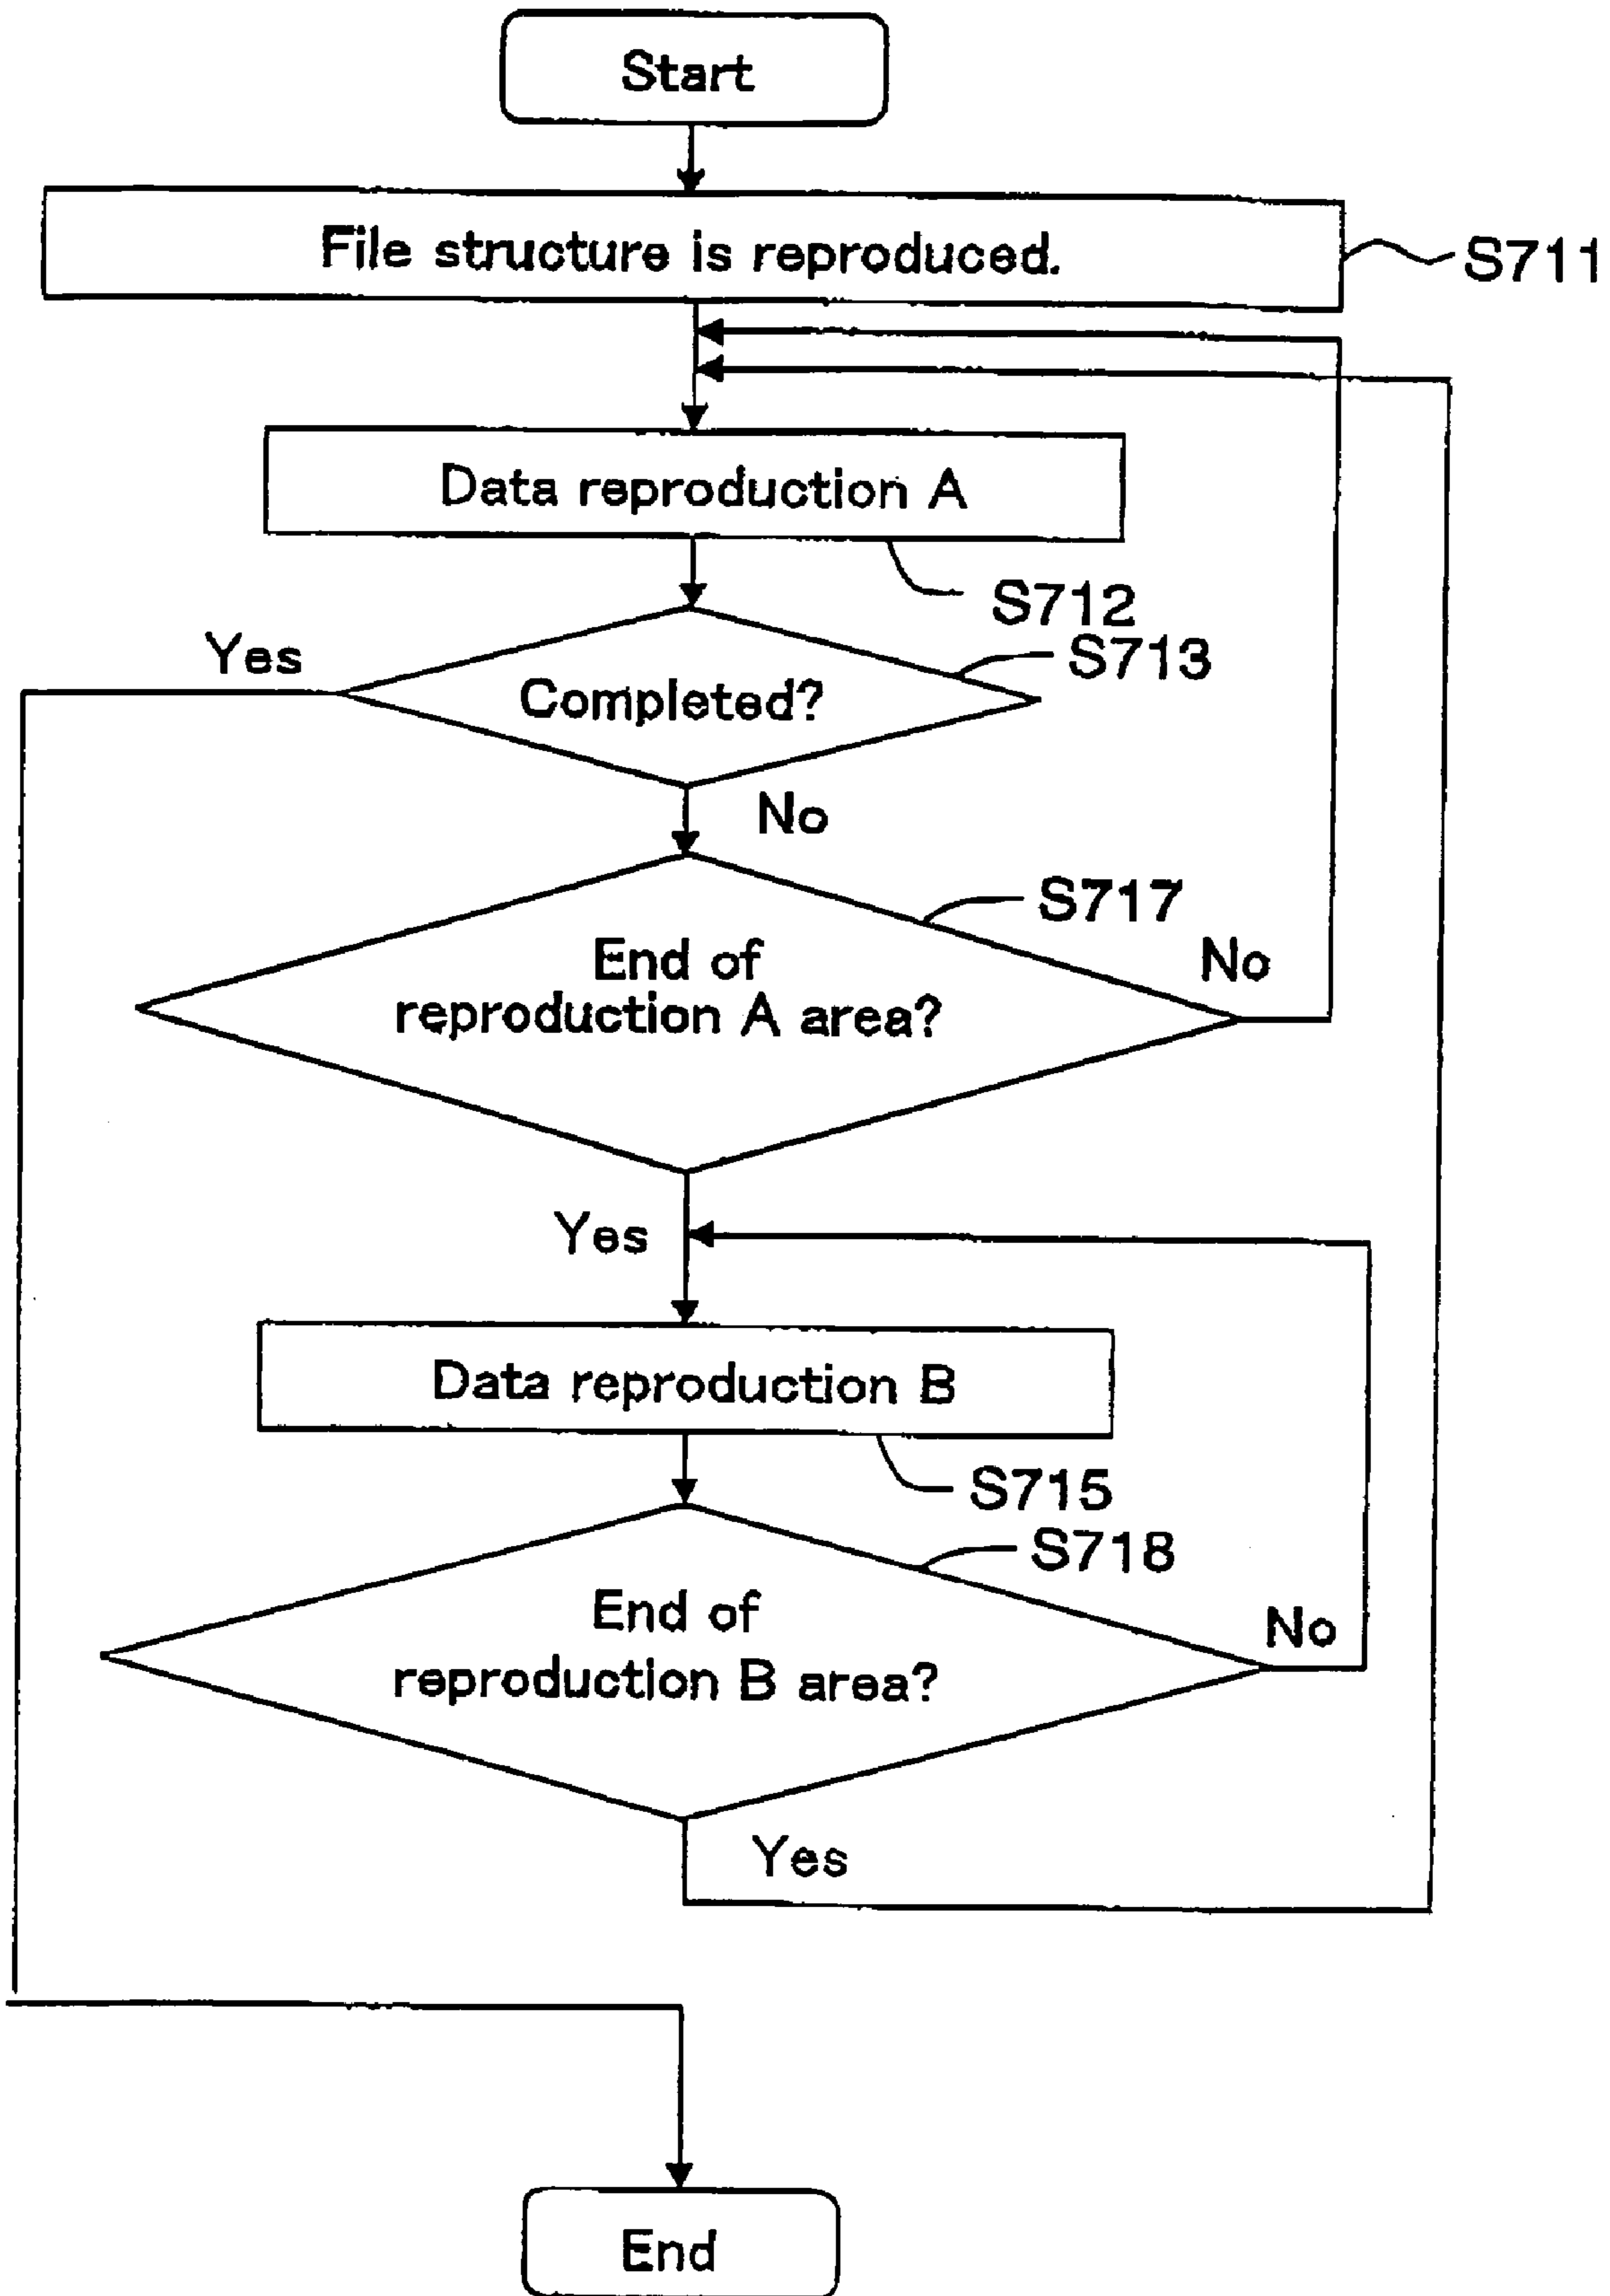 Start
File structure is reproduced.
S711
Data reproduction A
S712
S713
Yes
Completed?
No
S717
End of
reproduction A area?
No
Yes
Data reproduction B
S715
S718
End of
reproduction B area?
No
Yes
End